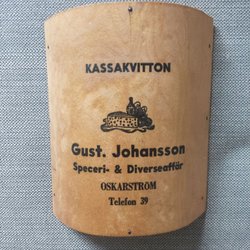 KASSAKVITTON
Gust. Johansson
Speceri- & Diverseaffär
OSKARSTRÖM
Telefon 39